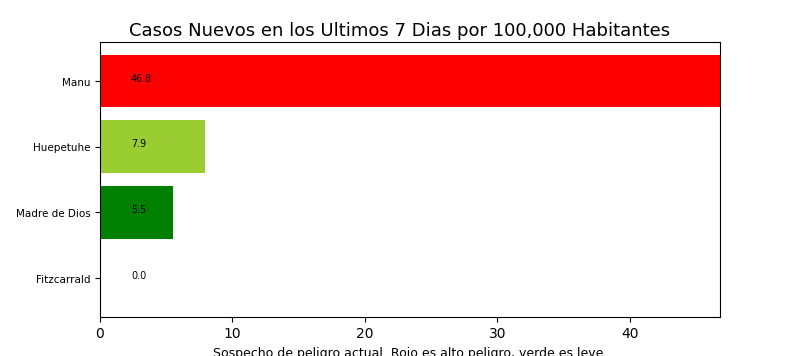 Casos Nuevos en los Ultimos 7 Dias por 100,000 Habitantes
Manu
46.8
Huepetuhe
7.9
Madre de Dios
5.5
Fitzcarrald
0.0
0 10 20 30 40
Sospecho de peligro actual. Rojo es alto peligro, verde es leve